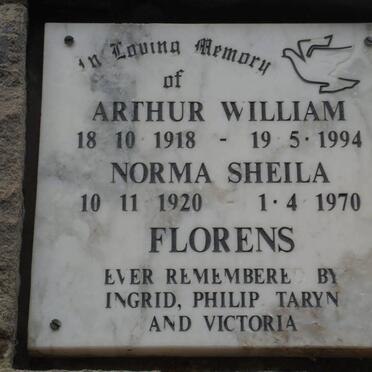 In Loving Memory
of
ARTHUR WILLIAM
18 10 1918 - 19 5·1994
NORMA SHEILA
10 11 1920 - 1·4 1970
FLORENS
EVER REMEMBERE BY
INGRID, PHILIP TARYN
AND VICTORIA